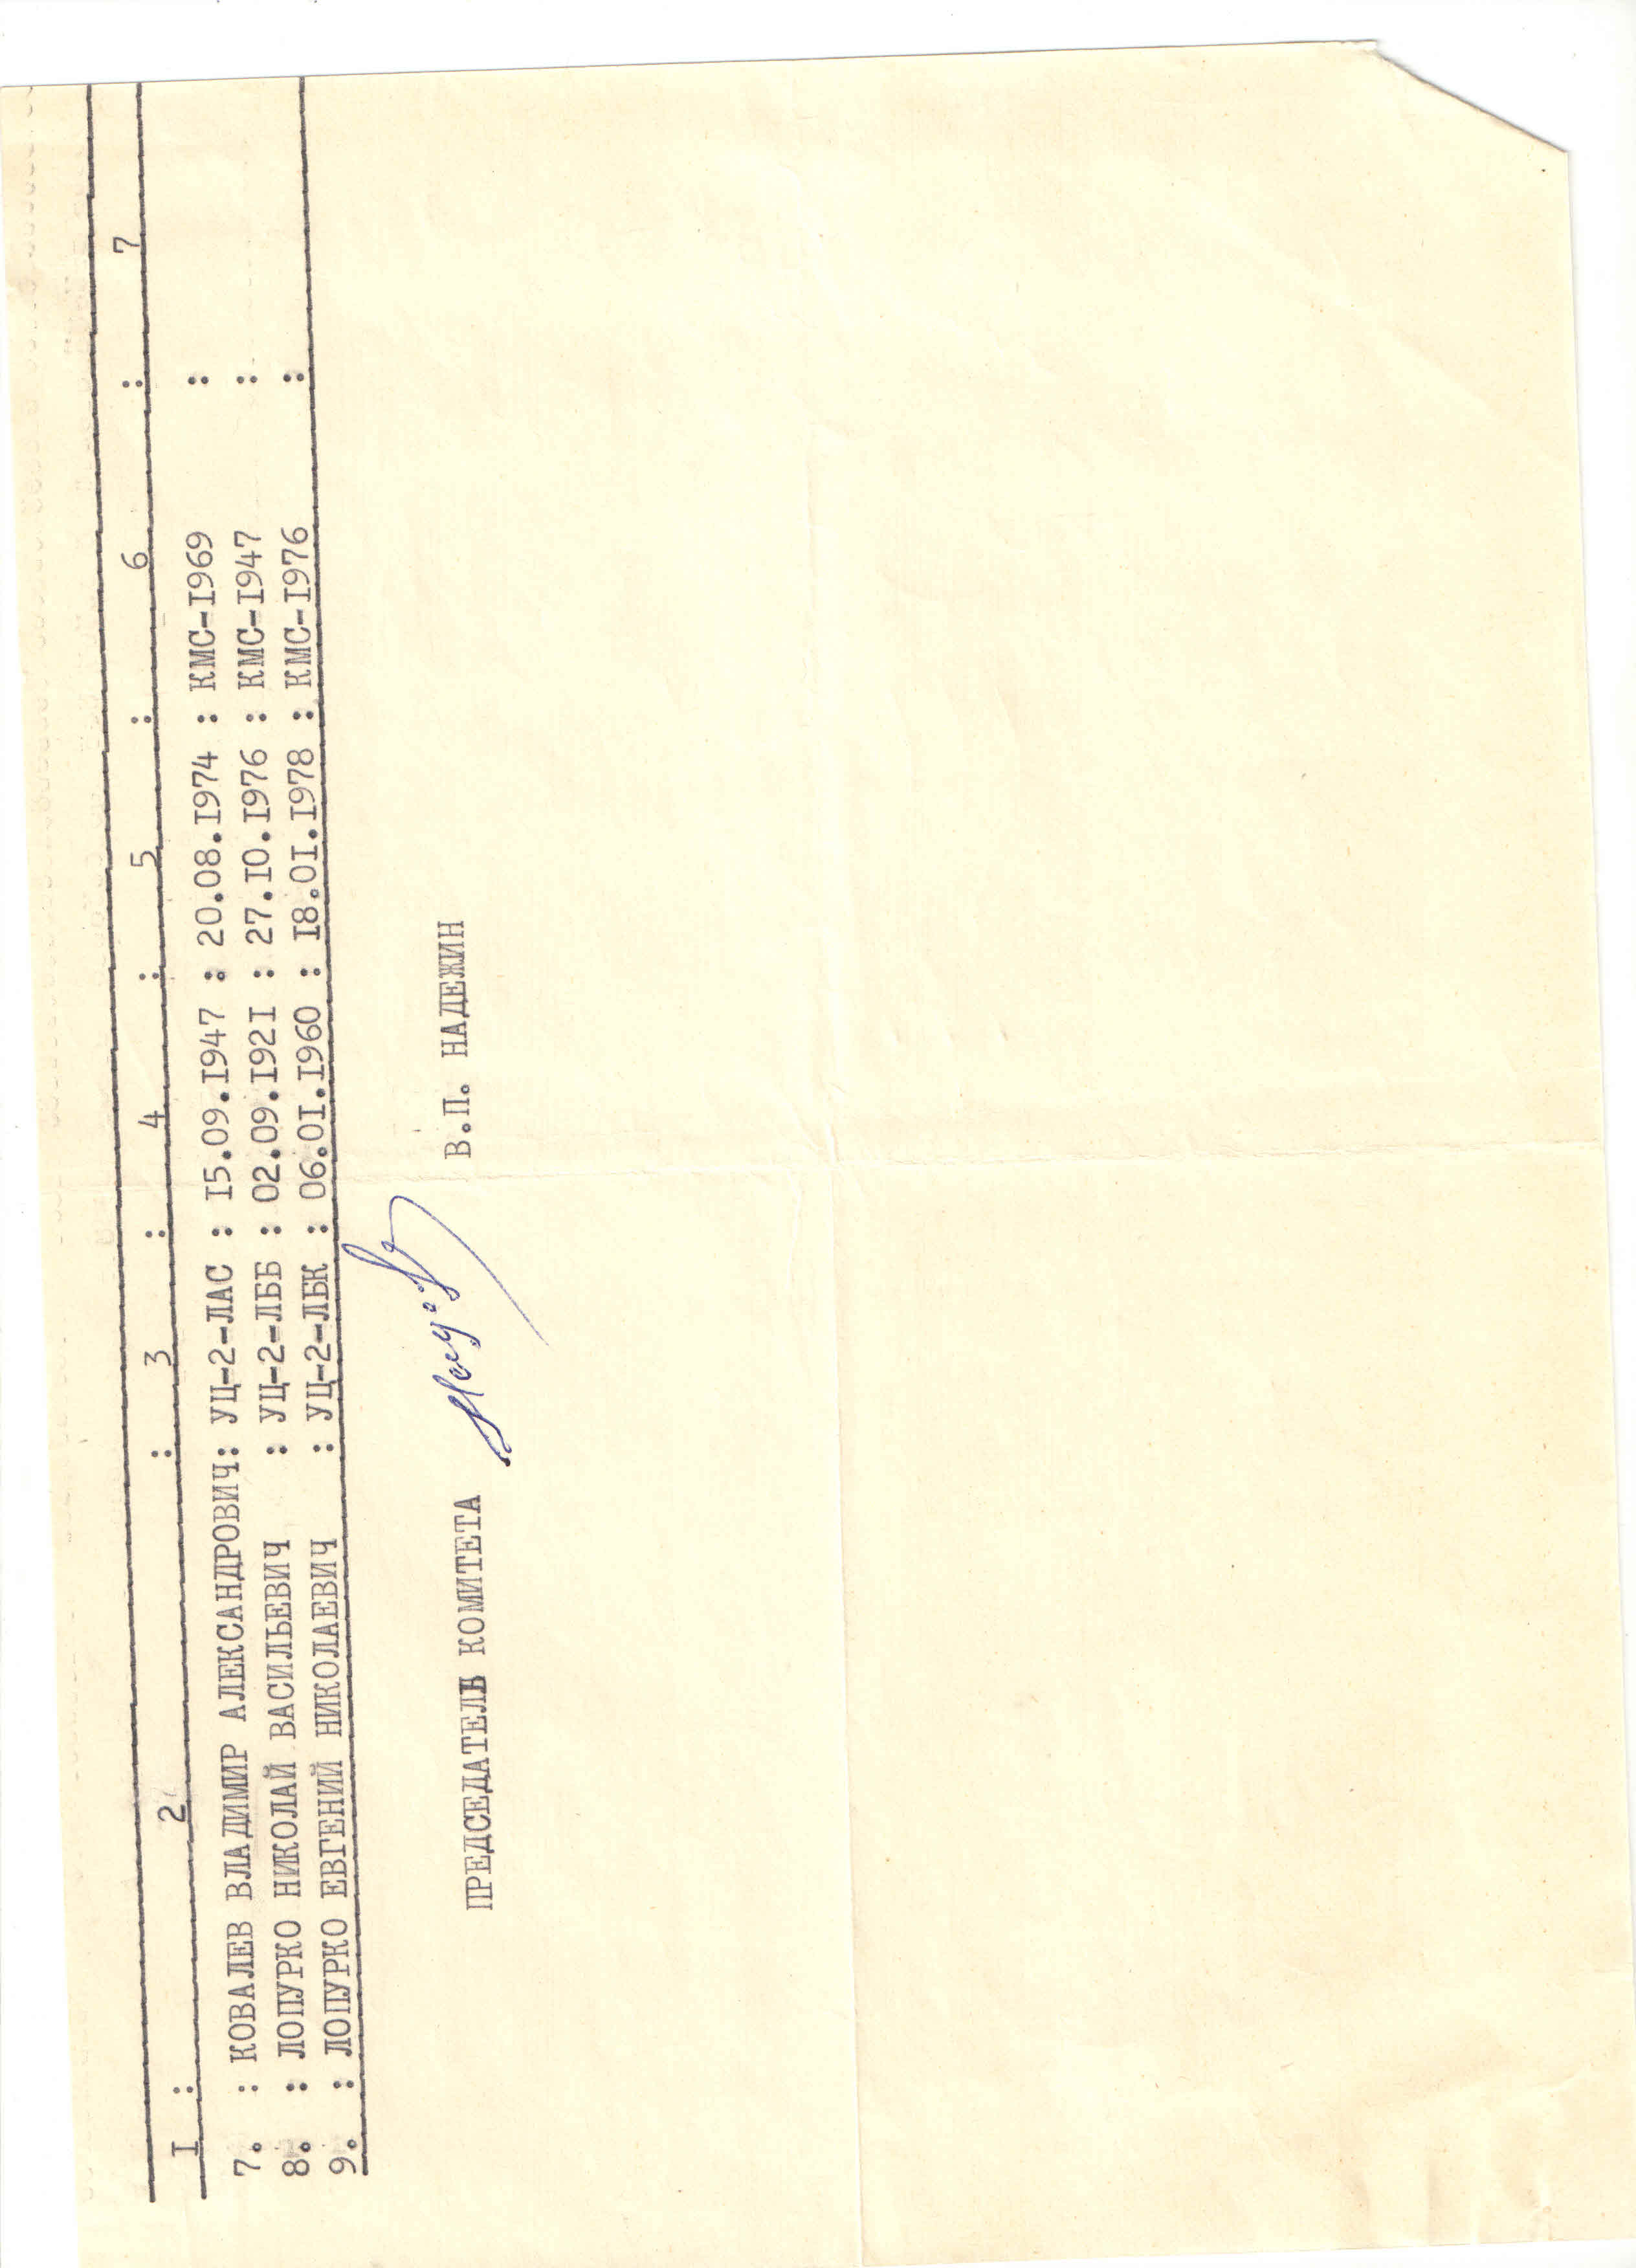 I : 2 : 3 : 4 : 5 : 6 : 7
7. : КОВАЛЕВ ВЛАДИМИР АЛЕКСАНДРОВИЧ: УЦ-2-ЛАС : I5.09.I947 : 20.08.I974 : КМС-I969 :
8. : ЛОПУРКО НИКОЛАЙ ВАСИЛЬЕВИЧ : УЦ-2-ЛББ : 02.09.I92I : 27.I0.I976 : КМС-I947 :
9. : ЛОПУРКО ЕВГЕНИЙ НИКОЛАЕВИЧ : УЦ-2-ЛБК : 06.0I.I960 : I8.0I.I978 : КМС-I976 :
ПРЕДСЕДАТЕЛЬ КОМИТЕТА В.П. НАДЕЖИН